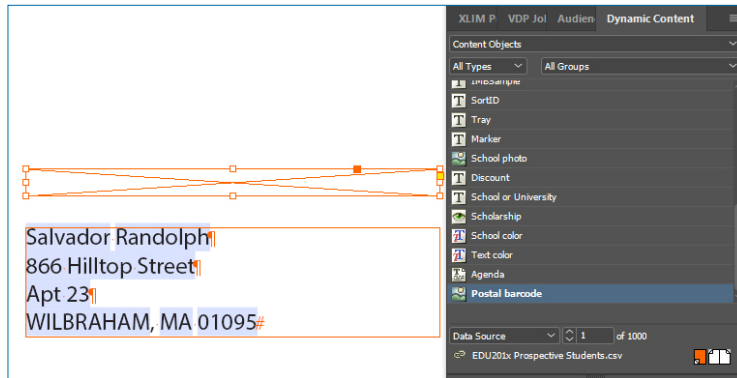 XLIM P VDP Jol Audien Dynamic Content
Content Objects
All Types All Groups
IMBSample
SortID
Tray
Marker
School photo
Discount
School or University
Scholarship
School color
Text color
Agenda
Postal barcode
Salvador Randolph¶
866 Hilltop Street¶
Apt 23¶
WILBRAHAM, MA 01095#
Data Source 1 of 1000
EDU201x Prospective Students.csv